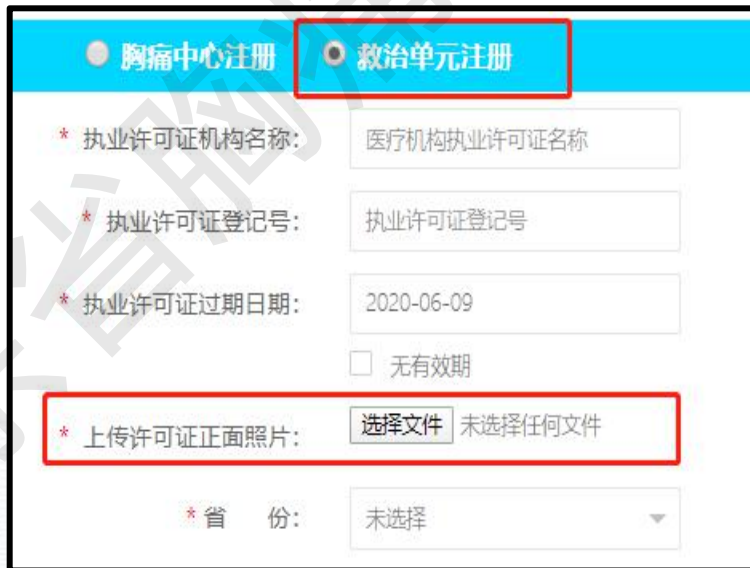 胸痛中心注册 救治单元注册
* 执业许可证机构名称: 医疗机构执业许可证名称
* 执业许可证登记号: 执业许可证登记号
* 执业许可证过期日期: 2020-06-09
无有效期
* 上传许可证正面照片: 选择文件 未选择任何文件
* 省 份: 未选择
省胸痛